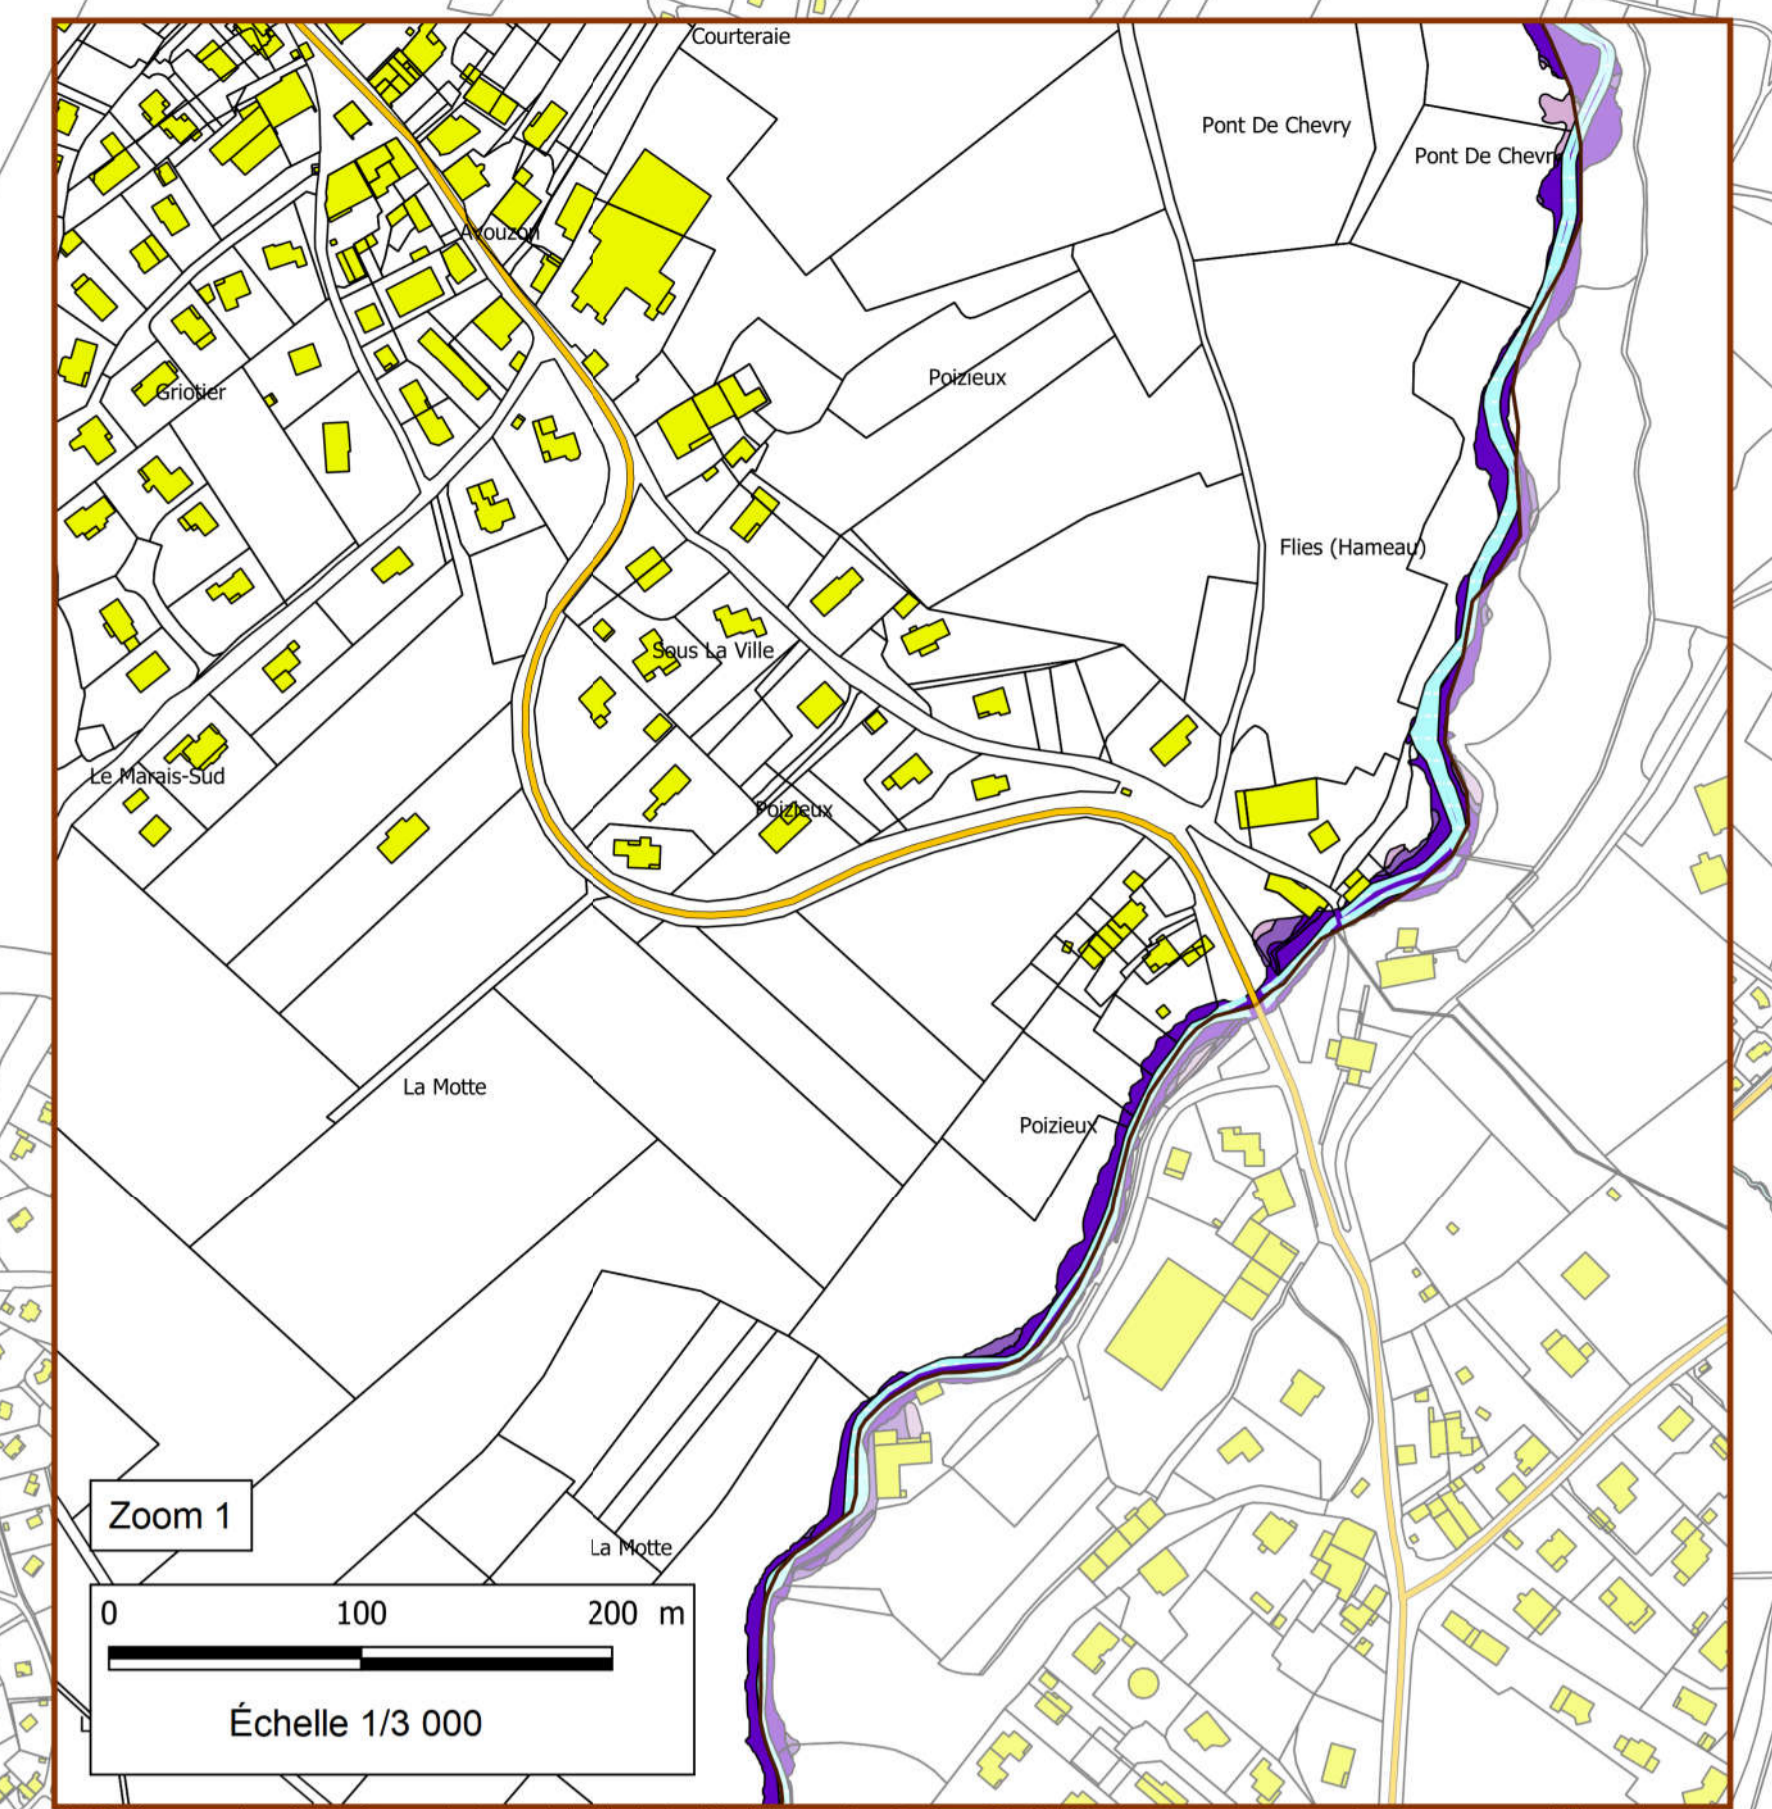 Courteraie
Pont De Chevry
Pont De Chevry
Avouzon
Poizieux
Griotier
Flies (Hameau)
Sous La Ville
Le Marais-Sud
Poizieux
La Motte
Poizieux
Zoom 1
La Motte
0 100 200 m
Échelle 1/3 000